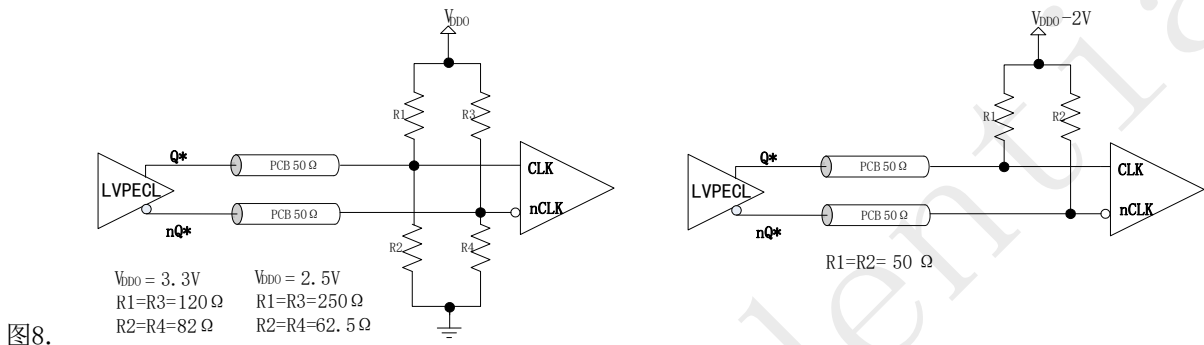 VDDO
R1
R3
Q*
PCB 50 Ω
CLK
LVPECL
PCB 50 Ω
nCLK
nQ*
R2
R4
VDDO = 3.3V
R1=R3=120 Ω
R2=R4=82 Ω
VDDO = 2.5V
R1=R3=250 Ω
R2=R4=62.5 Ω
VDDO-2V
R1
R2
Q*
PCB 50 Ω
CLK
LVPECL
PCB 50 Ω
nCLK
nQ*
R1=R2= 50 Ω
图8.